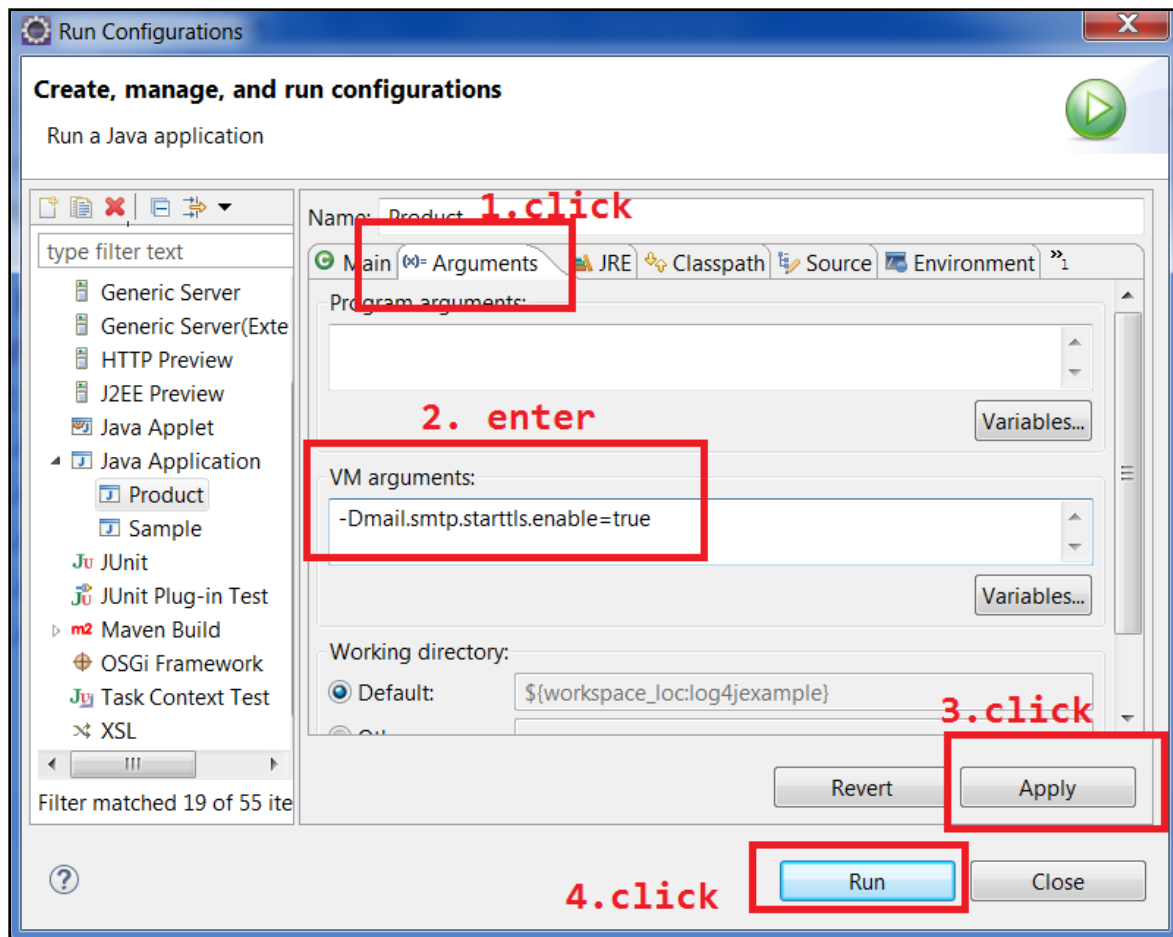 Run Configurations
Create, manage, and run configurations
Run a Java application
type filter text
Generic Server
Generic Server(Exte
HTTP Preview
J2EE Preview
Java Applet
Java Application
Product
Sample
JUnit
JUnit Plug-in Test
m2 Maven Build
OSGi Framework
Task Context Test
XSL
Filter matched 19 of 55 ite
Name: Product
1.click
Main (x)= Arguments JRE Classpath Source Environment »1
Program arguments:
Variables...
2. enter
VM arguments:
-Dmail.smtp.starttls.enable=true
Variables...
Working directory:
Default: ${workspace_loc:log4jexample}
3.click
Revert Apply
4.click
Run Close